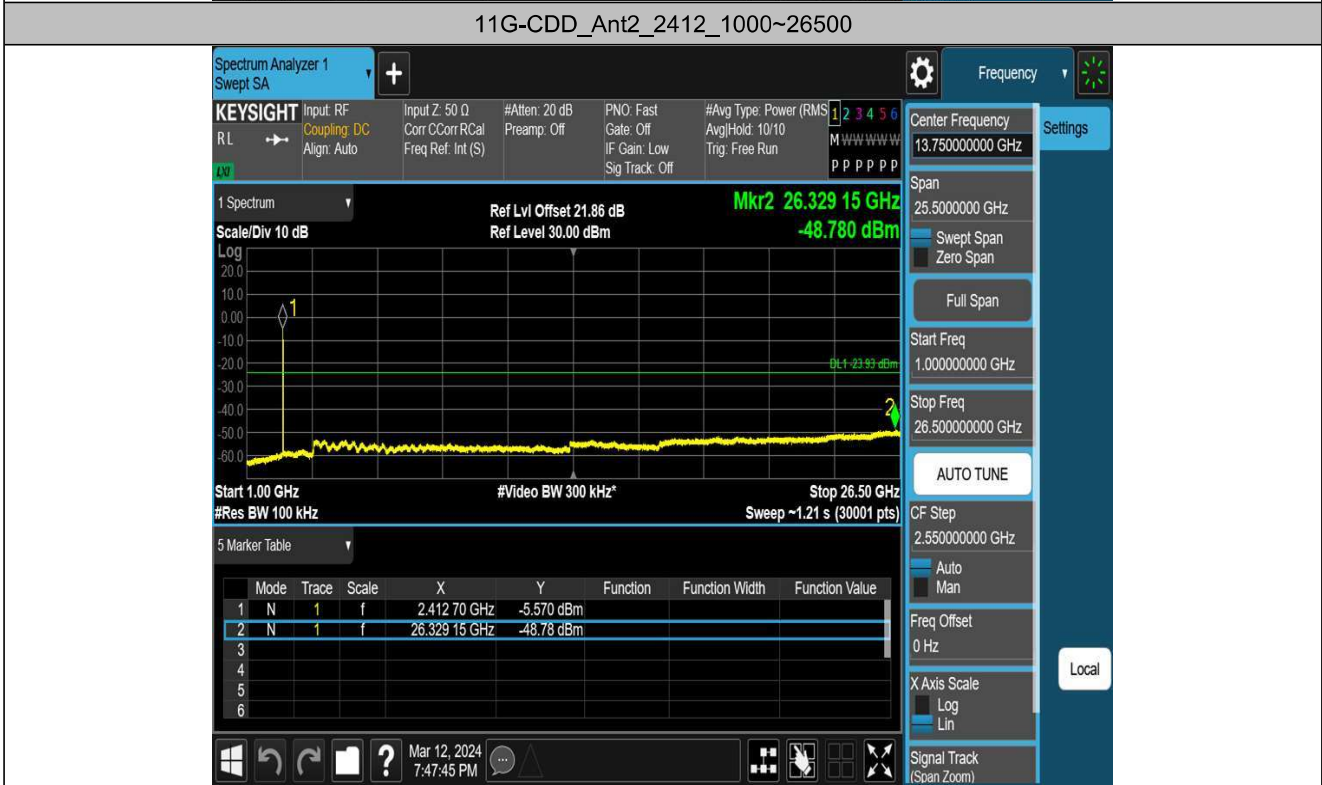 11G-CDD_Ant2_2412_1000~26500
Spectrum Analyzer 1
Swept SA
+
Frequency
KEYSIGHT
RL
LXI
Input: RF
Coupling: DC
Align: Auto
Input Z: 50 Ω
Corr CCorr RCal
Freq Ref: Int (S)
#Atten: 20 dB
Preamp: Off
PNO: Fast
Gate: Off
IF Gain: Low
Sig Track: Off
#Avg Type: Power (RMS
Avg|Hold: 10/10
Trig: Free Run
1 2 3 4 5 6
M W W W W W
P P P P P P
1 Spectrum
Scale/Div 10 dB
Ref Lvl Offset 21.86 dB
Ref Level 30.00 dBm
Mkr2 26.329 15 GHz
-48.780 dBm
Log
20.0
10.0
0.00
-10.0
-20.0
-30.0
-40.0
-50.0
-60.0
1
DL1 -23.93 dBm
2
Start 1.00 GHz
#Video BW 300 kHz*
Stop 26.50 GHz
#Res BW 100 kHz
Sweep ~1.21 s (30001 pts)
5 Marker Table
Mode Trace Scale X Y Function Function Width Function Value
1 N 1 f 2.412 70 GHz -5.570 dBm
2 N 1 f 26.329 15 GHz -48.78 dBm
3
4
5
6
Center Frequency
13.750000000 GHz
Settings
Span
25.5000000 GHz
Swept Span
Zero Span
Full Span
Start Freq
1.000000000 GHz
Stop Freq
26.500000000 GHz
AUTO TUNE
CF Step
2.550000000 GHz
Auto
Man
Freq Offset
0 Hz
X Axis Scale
Log
Lin
Local
Signal Track
(Span Zoom)
?
Mar 12, 2024
7:47:45 PM